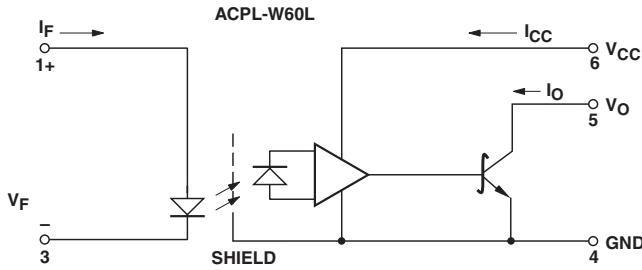 ACPL-W60L
IF
1+
ICC
VCC
6
IO
VO
5
VF
–
3
SHIELD
GND
4